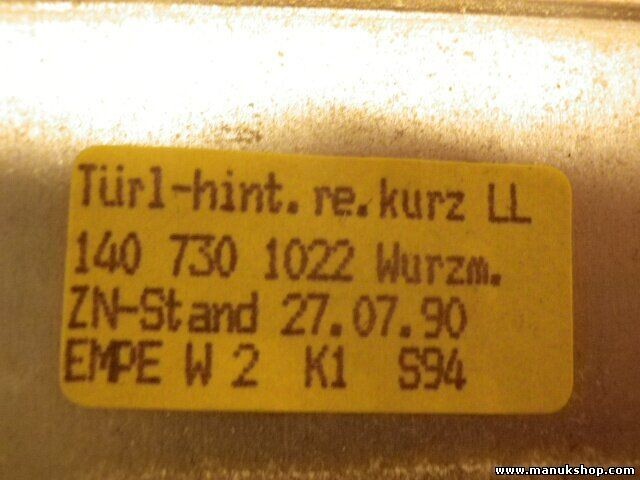 Türl-hint.re.kurz LL
140 730 1022 Wurzm.
ZN-Stand 27.07.90
EMPE W 2 K1 S94
www.manukshop.com